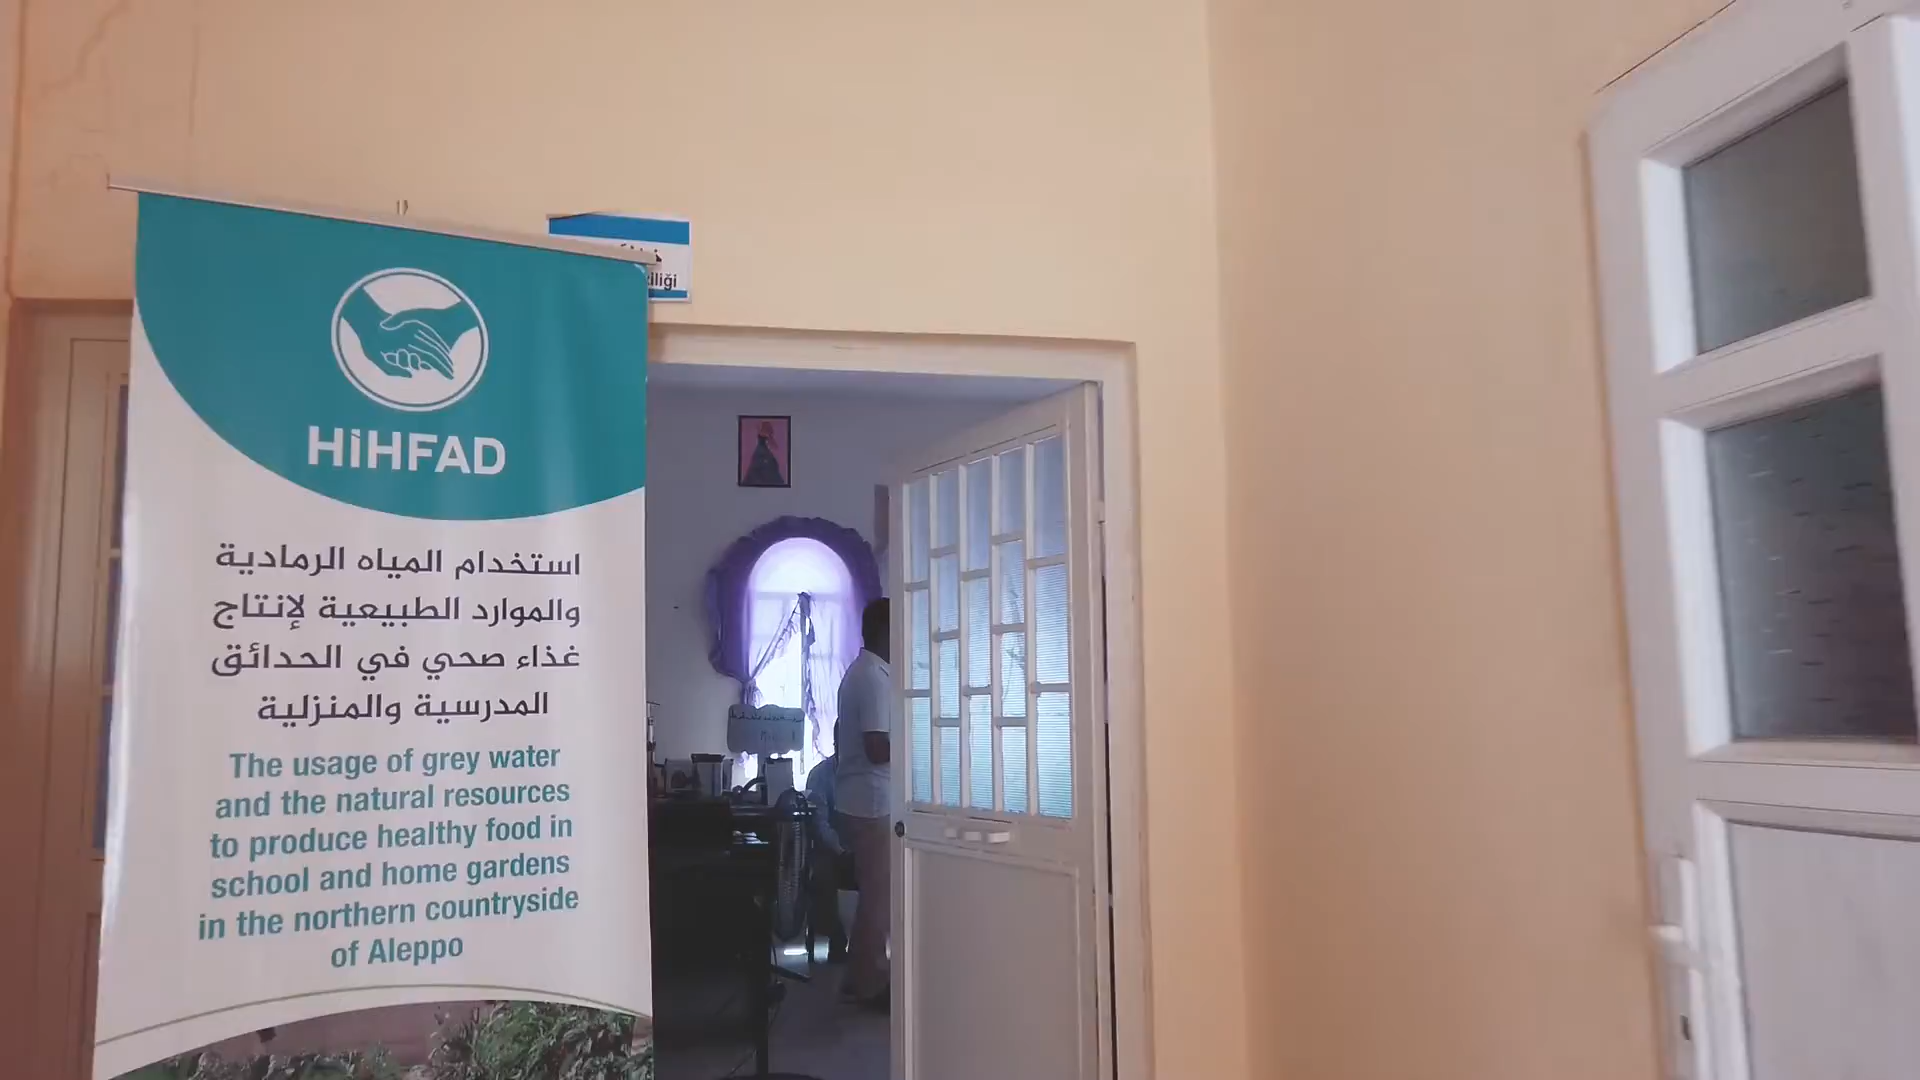 HiHFAD
استخدام المياه الرمادية
والموارد الطبيعية لإنتاج
غذاء صحي في الحدائق
المدرسية والمنزلية
The usage of grey water
and the natural resources
to produce healthy food in
school and home gardens
in the northern countryside
of Aleppo